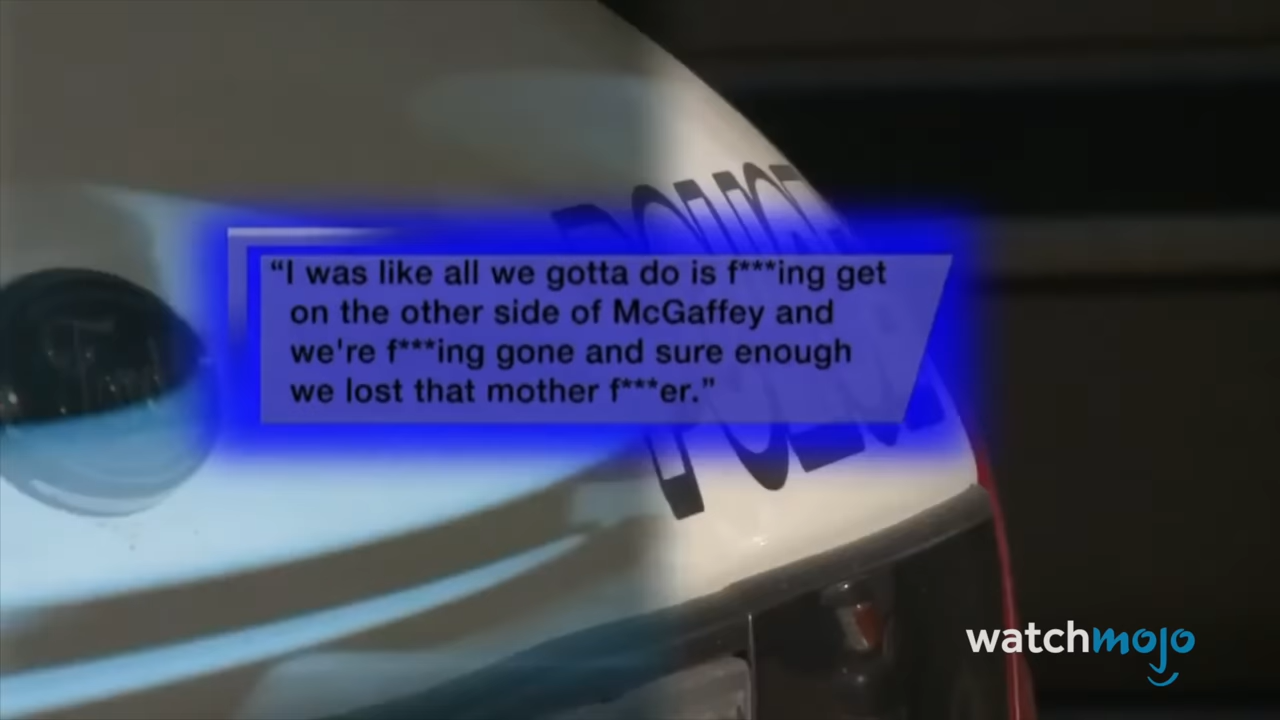 POLICE
“I was like all we gotta do is f***ing get
on the other side of McGaffey and
we're f***ing gone and sure enough
we lost that mother f***er.”
watchmojo